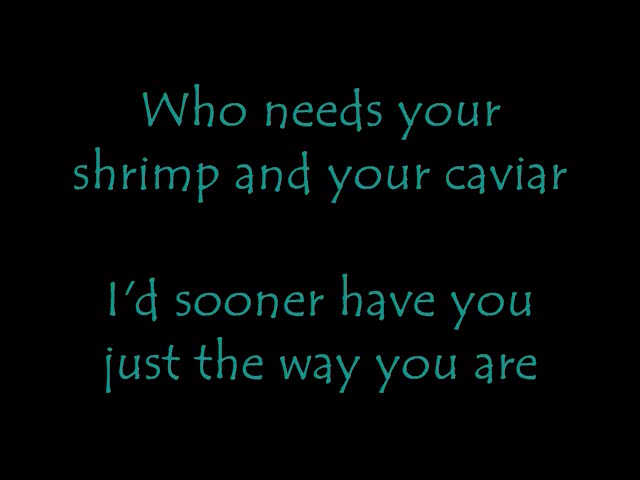 Who needs your
shrimp and your caviar
I'd sooner have you
just the way you are